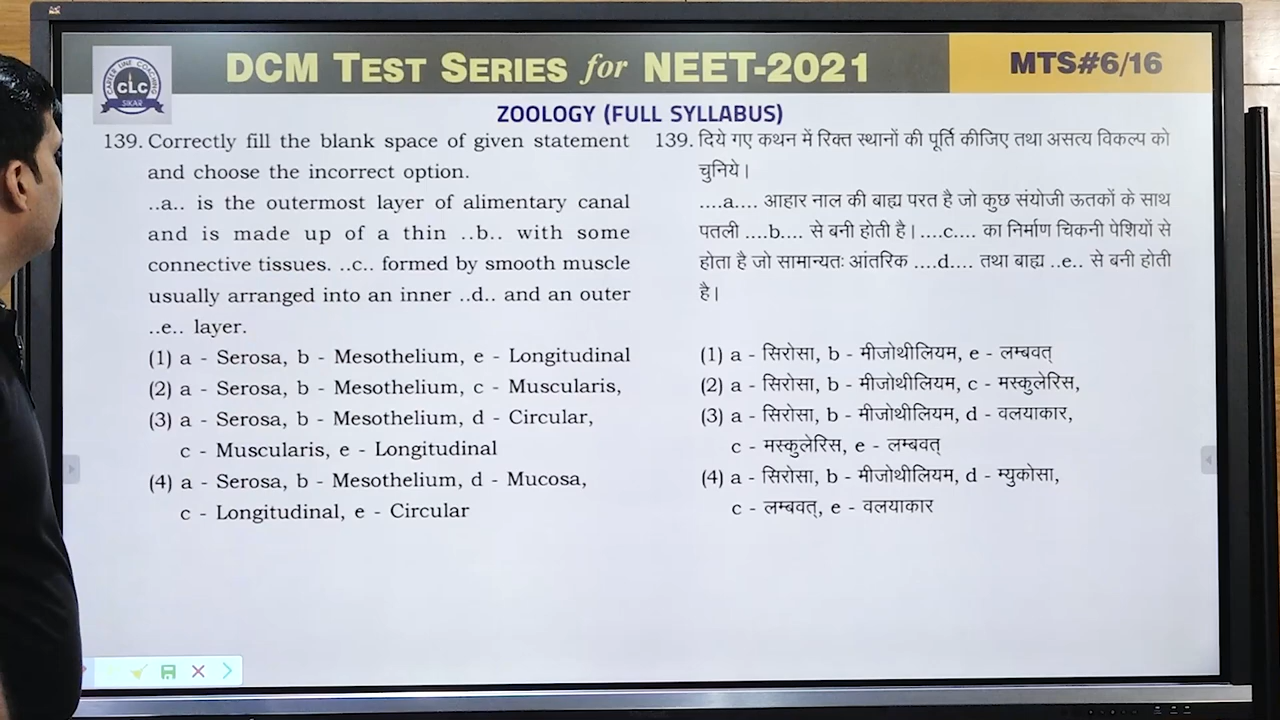 CAREER LINE COACHING
CLC
SIKAR
DCM TEST SERIES for NEET-2021
MTS#6/16
ZOOLOGY (FULL SYLLABUS)
139. Correctly fill the blank space of given statement
and choose the incorrect option.
..a.. is the outermost layer of alimentary canal
and is made up of a thin ..b.. with some
connective tissues. ..c.. formed by smooth muscle
usually arranged into an inner ..d.. and an outer
..e.. layer.
(1) a - Serosa, b - Mesothelium, e - Longitudinal
(2) a - Serosa, b - Mesothelium, c - Muscularis,
(3) a - Serosa, b - Mesothelium, d - Circular,
c - Muscularis, e - Longitudinal
(4) a - Serosa, b - Mesothelium, d - Mucosa,
c - Longitudinal, e - Circular
139. दिये गए कथन में रिक्त स्थानों की पूर्ति कीजिए तथा असत्य विकल्प को
चुनिये।
....a.... आहार नाल की बाह्य परत है जो कुछ संयोजी ऊतकों के साथ
पतली ....b.... से बनी होती है। ....c.... का निर्माण चिकनी पेशियों से
होता है जो सामान्यतः आंतरिक ....d.... तथा बाह्य ..e.. से बनी होती
है।
(1) a - सिरोसा, b - मीजोथीलियम, e - लम्बवत्
(2) a - सिरोसा, b - मीजोथीलियम, c - मस्कुलेरिस,
(3) a - सिरोसा, b - मीजोथीलियम, d - वलयाकार,
c - मस्कुलेरिस, e - लम्बवत्
(4) a - सिरोसा, b - मीजोथीलियम, d - म्युकोसा,
c - लम्बवत्, e - वलयाकार